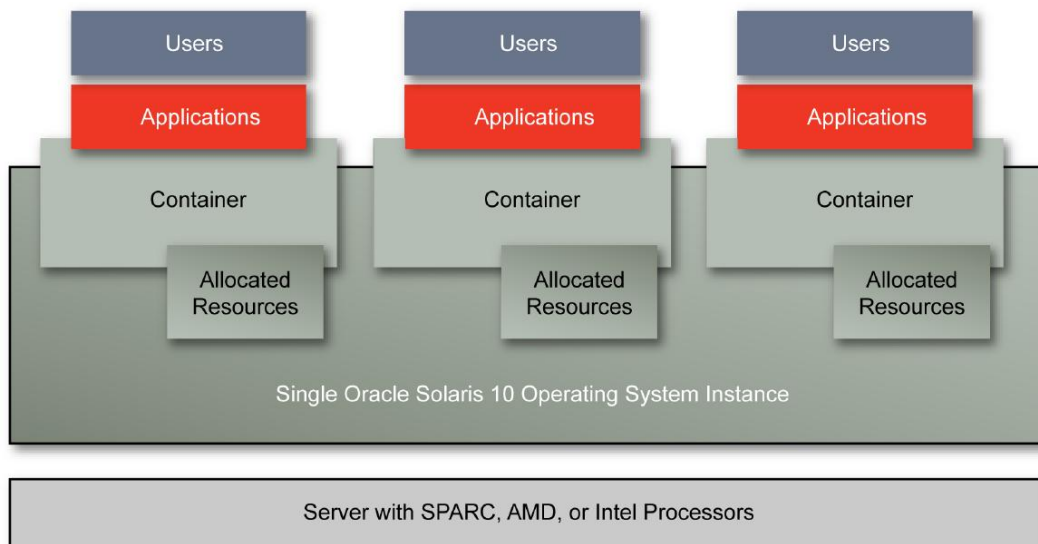 Users
Users
Users
Applications
Applications
Applications
Container
Container
Container
Allocated
Resources
Allocated
Resources
Allocated
Resources
Single Oracle Solaris 10 Operating System Instance
Server with SPARC, AMD, or Intel Processors